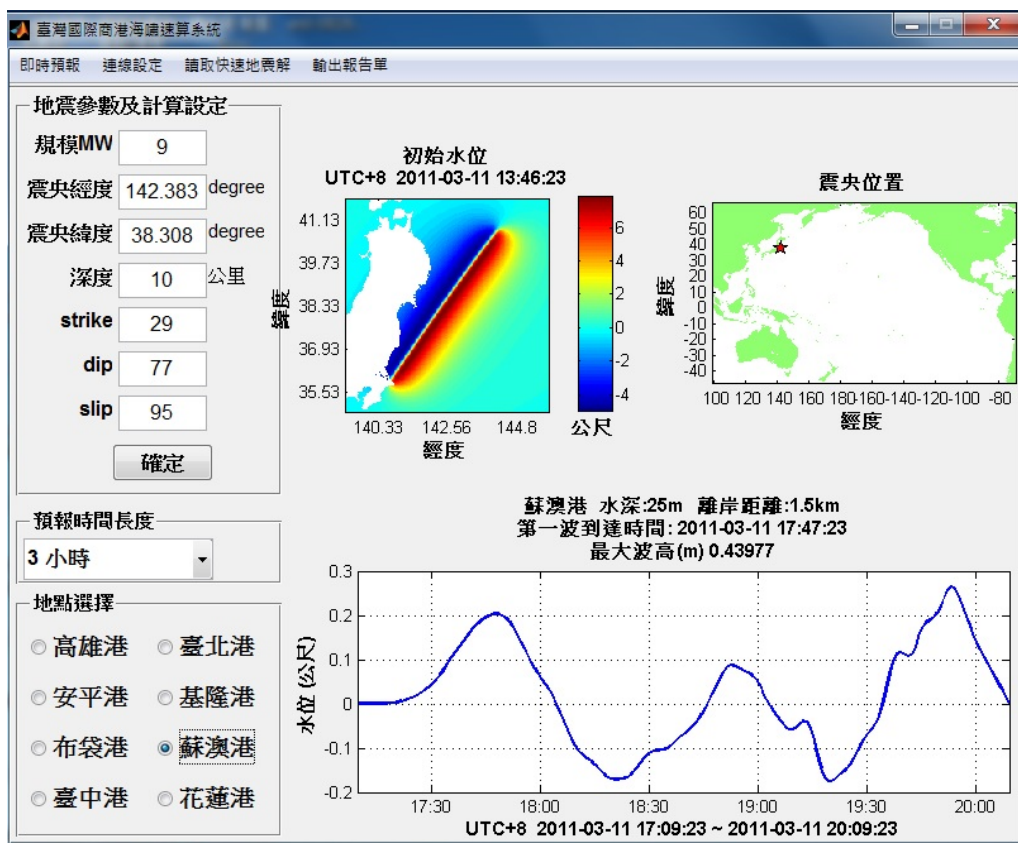 臺灣國際商港海嘯速算系統
即時預報 連線設定 讀取快速地表解 輸出報告單
地震參數及計算設定
規模MW 9
震央經度 142.383 degree
震央緯度 38.308 degree
深度 10 公里
strike 29
dip 77
slip 95
確定
預報時間長度
3 小時
地點選擇
高雄港 臺北港
安平港 基隆港
布袋港 蘇澳港
臺中港 花蓮港
初始水位
UTC+8 2011-03-11 13:46:23
41.13
39.73
38.33
36.93
35.53
緯度
140.33 142.56 144.8
經度
6
4
2
0
-2
-4
公尺
震央位置
60
50
40
30
20
10
0
-10
-20
-30
-40
緯度
100 120 140 160 180 160 -140 -120 -100 -80
經度
蘇澳港 水深:25m 離岸距離:1.5km
第一波到達時間: 2011-03-11 17:47:23
最大波高(m) 0.43977
0.3
0.2
0.1
0
-0.1
-0.2
水位 (公尺)
17:30 18:00 18:30 19:00 19:30 20:00
UTC+8 2011-03-11 17:09:23 ~ 2011-03-11 20:09:23